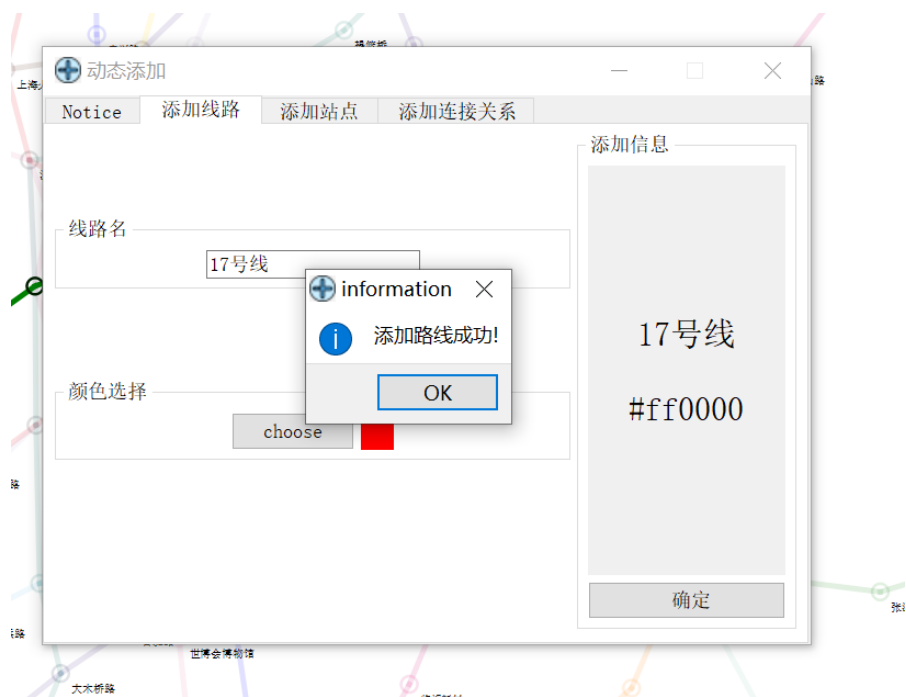 动态添加
Notice
添加线路
添加站点
添加连接关系
添加信息
线路名
17号线
information
添加路线成功!
OK
17号线
#ff0000
颜色选择
choose
确定
世博会博物馆
大木桥路